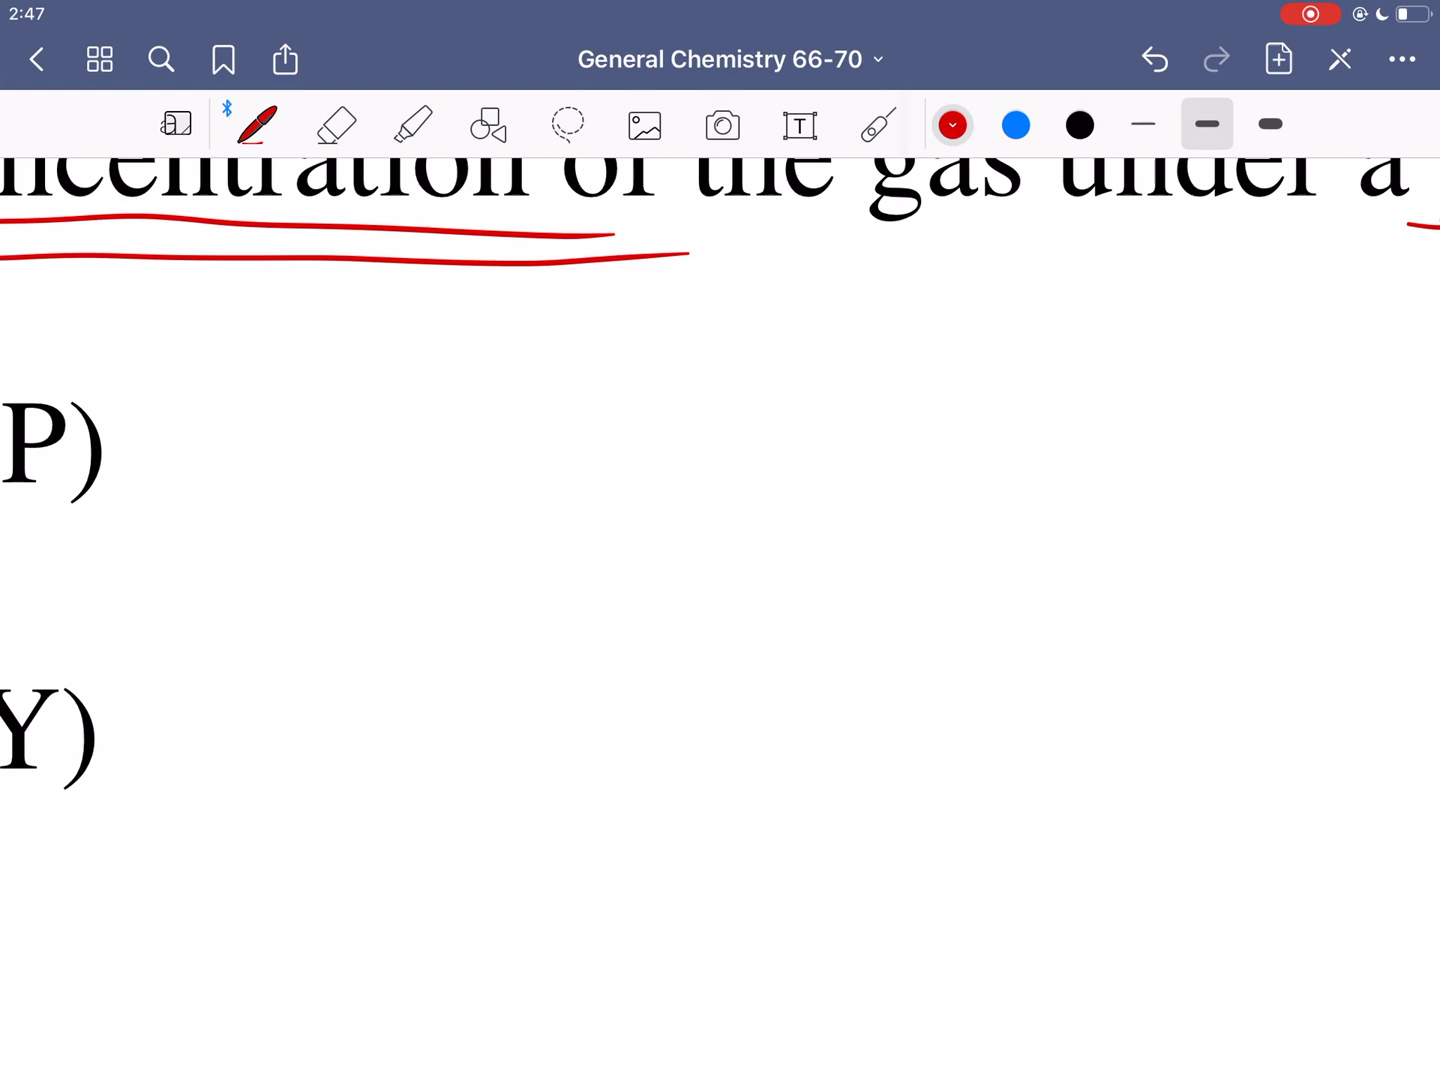 2:47
General Chemistry 66-70
ncentration of the gas under a
P)
Y)